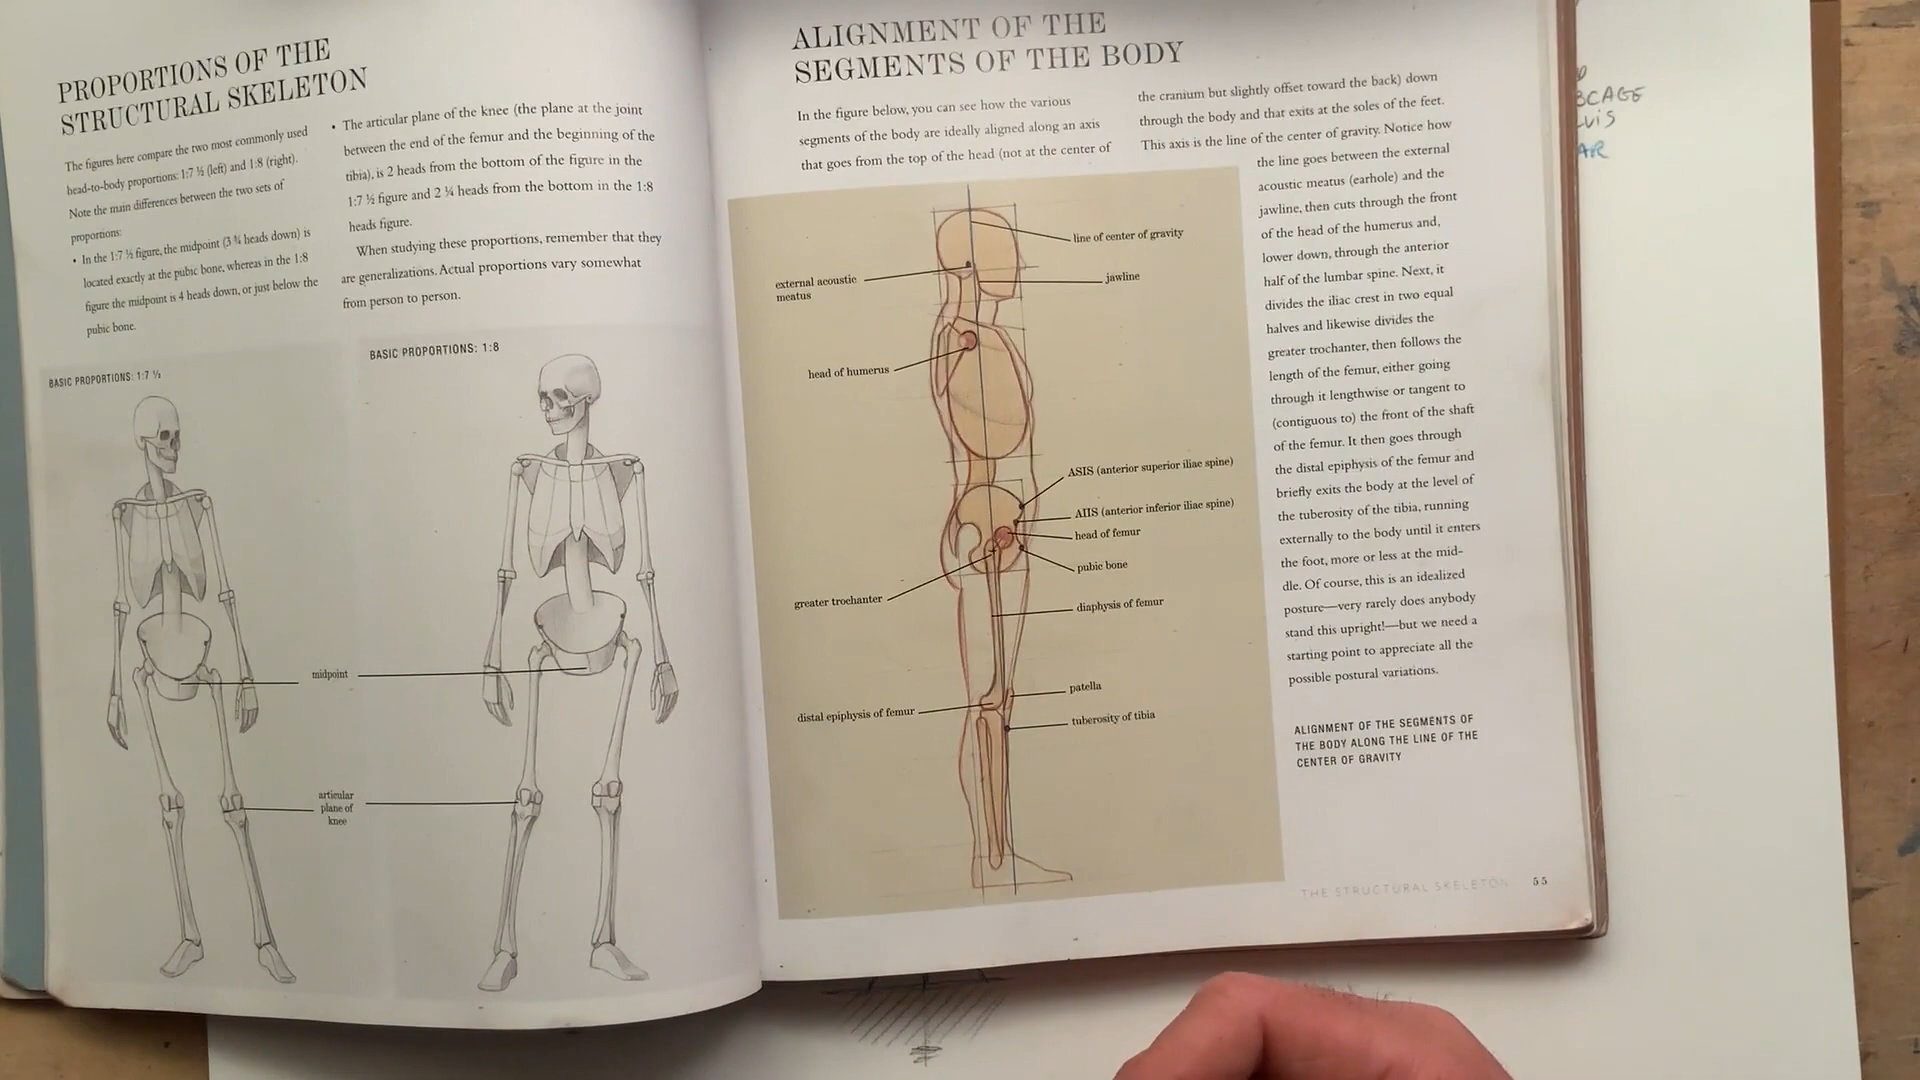 PROPORTIONS OF THE
STRUCTURAL SKELETON
The figures here compare the two most commonly used
head-to-body proportions: 1:7 ½ (left) and 1:8 (right).
Note the main differences between the two sets of
proportions:
• In the 1:7 ½ figure, the midpoint (3 ¾ heads down) is
located exactly at the pubic bone, whereas in the 1:8
figure the midpoint is 4 heads down, or just below the
pubic bone.
• The articular plane of the knee (the plane at the joint
between the end of the femur and the beginning of the
tibia), is 2 heads from the bottom of the figure in the
1:7 ½ figure and 2 ¼ heads from the bottom in the 1:8
heads figure.
When studying these proportions, remember that they
are generalizations. Actual proportions vary somewhat
from person to person.
BASIC PROPORTIONS: 1:7 ½
BASIC PROPORTIONS: 1:8
midpoint
articular
plane of
knee
ALIGNMENT OF THE
SEGMENTS OF THE BODY
In the figure below, you can see how the various
segments of the body are ideally aligned along an axis
that goes from the top of the head (not at the center of
the cranium but slightly offset toward the back) down
through the body and that exits at the soles of the feet.
This axis is the line of the center of gravity. Notice how
the line goes between the external
acoustic meatus (earhole) and the
jawline, then cuts through the front
of the head of the humerus and,
lower down, through the anterior
half of the lumbar spine. Next, it
divides the iliac crest in two equal
halves and likewise divides the
greater trochanter, then follows the
length of the femur, either going
through it lengthwise or tangent to
(contiguous to) the front of the shaft
of the femur. It then goes through
the distal epiphysis of the femur and
briefly exits the body at the level of
the tuberosity of the tibia, running
externally to the body until it enters
the foot, more or less at the mid-
dle. Of course, this is an idealized
posture—very rarely does anybody
stand this upright!—but we need a
starting point to appreciate all the
possible postural variations.
line of center of gravity
external acoustic
meatus
jawline
head of humerus
ASIS (anterior superior iliac spine)
AIIS (anterior inferior iliac spine)
head of femur
pubic bone
greater trochanter
diaphysis of femur
patella
distal epiphysis of femur
tuberosity of tibia
ALIGNMENT OF THE SEGMENTS OF
THE BODY ALONG THE LINE OF THE
CENTER OF GRAVITY
THE STRUCTURAL SKELETON 55